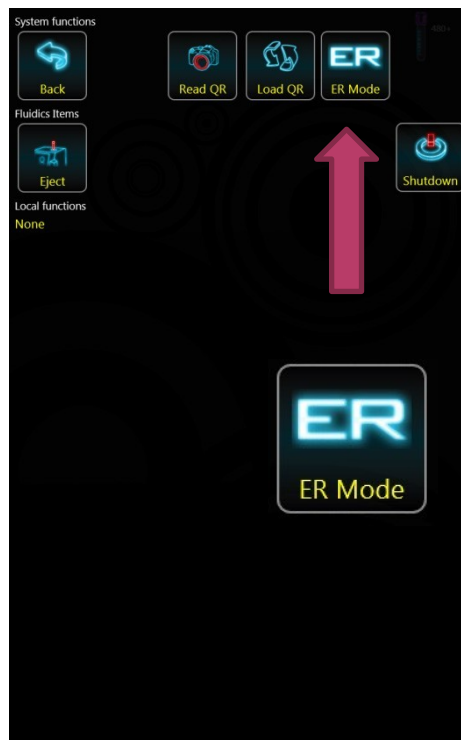 System functions
Back
Read QR
Load QR
ER
ER Mode
Fluidics Items
Eject
Shutdown
Local functions
None
ER
ER Mode